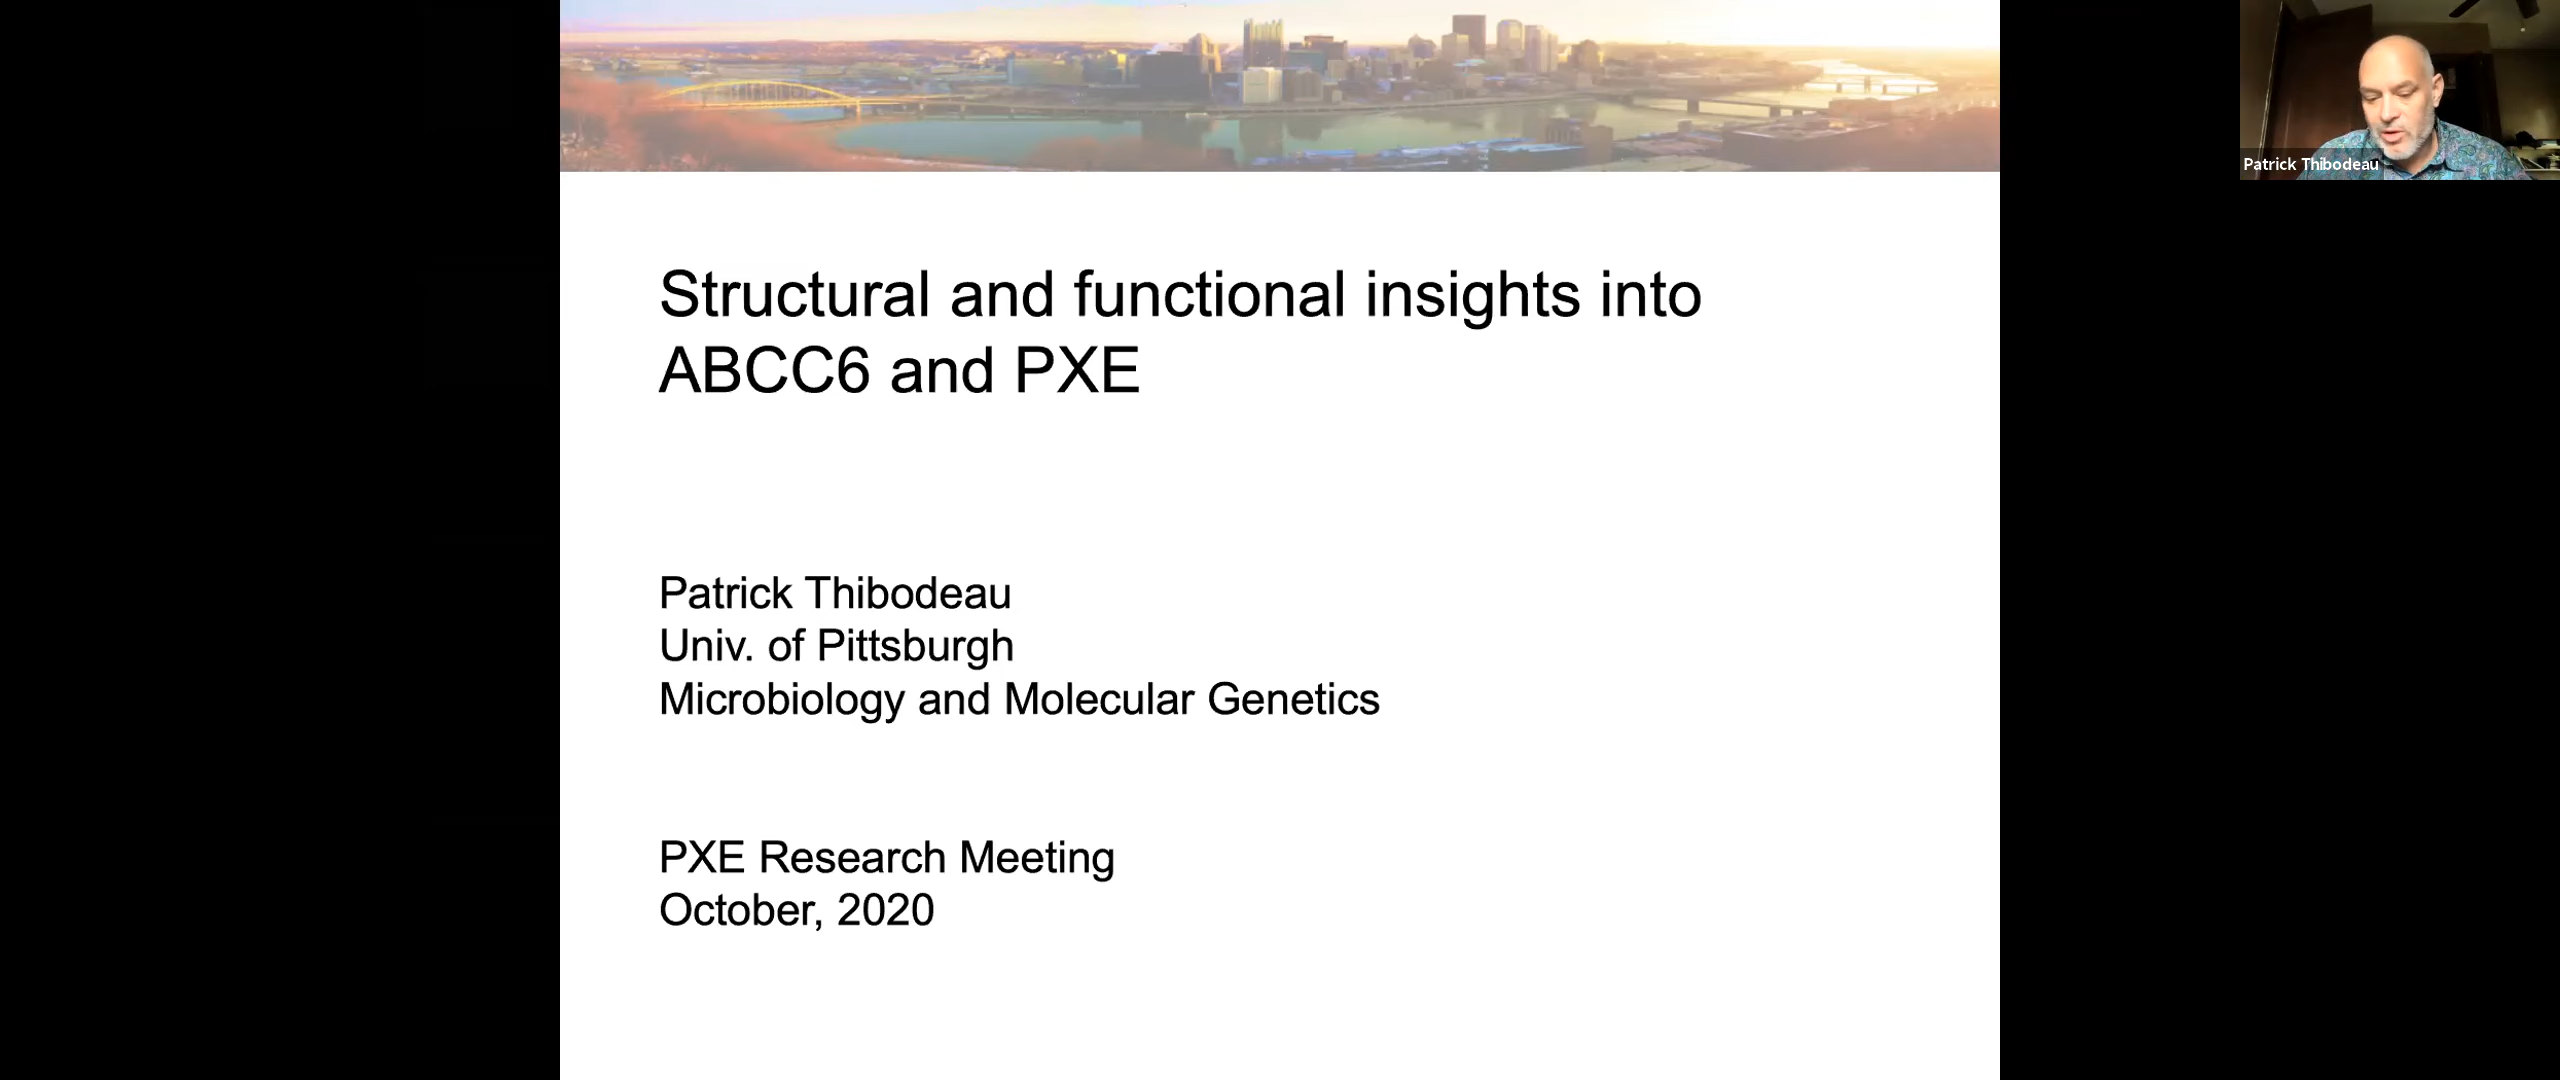 Structural and functional insights into
ABCC6 and PXE
Patrick Thibodeau
Univ. of Pittsburgh
Microbiology and Molecular Genetics
PXE Research Meeting
October, 2020
Patrick Thibodeau